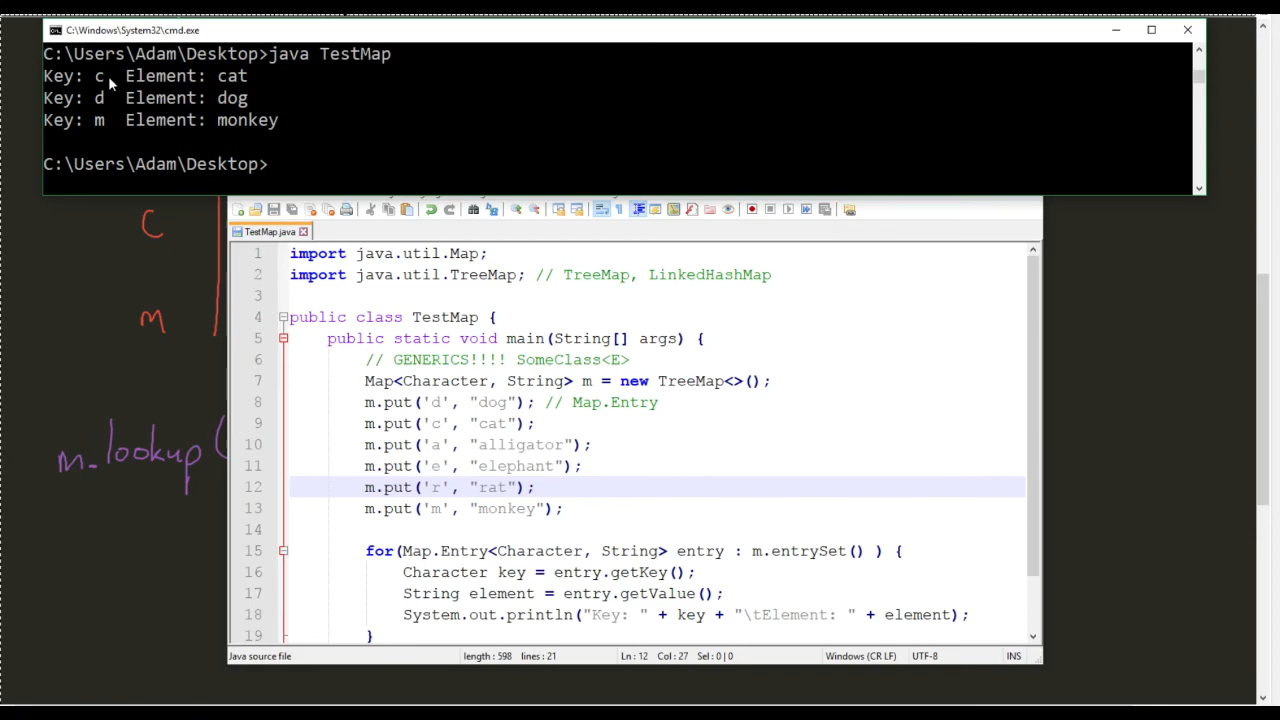 C:\Windows\System32\cmd.exe
C:\Users\Adam\Desktop>java TestMap
Key: c  Element: cat
Key: d  Element: dog
Key: m  Element: monkey
C:\Users\Adam\Desktop>
c
m
m.lookup(
TestMap.java
1 import java.util.Map;
2 import java.util.TreeMap; // TreeMap, LinkedHashMap
3
4 public class TestMap {
5 public static void main(String[] args) {
6 // GENERICS!!!! SomeClass<E>
7 Map<Character, String> m = new TreeMap<>();
8 m.put('d', "dog"); // Map.Entry
9 m.put('c', "cat");
10 m.put('a', "alligator");
11 m.put('e', "elephant");
12 m.put('r', "rat");
13 m.put('m', "monkey");
14
15 for(Map.Entry<Character, String> entry : m.entrySet() ) {
16 Character key = entry.getKey();
17 String element = entry.getValue();
18 System.out.println("Key: " + key + "\tElement: " + element);
19 }
Java source file length : 598 lines : 21 Ln : 12 Col : 27 Sel : 0 | 0 Windows (CR LF) UTF-8 INS